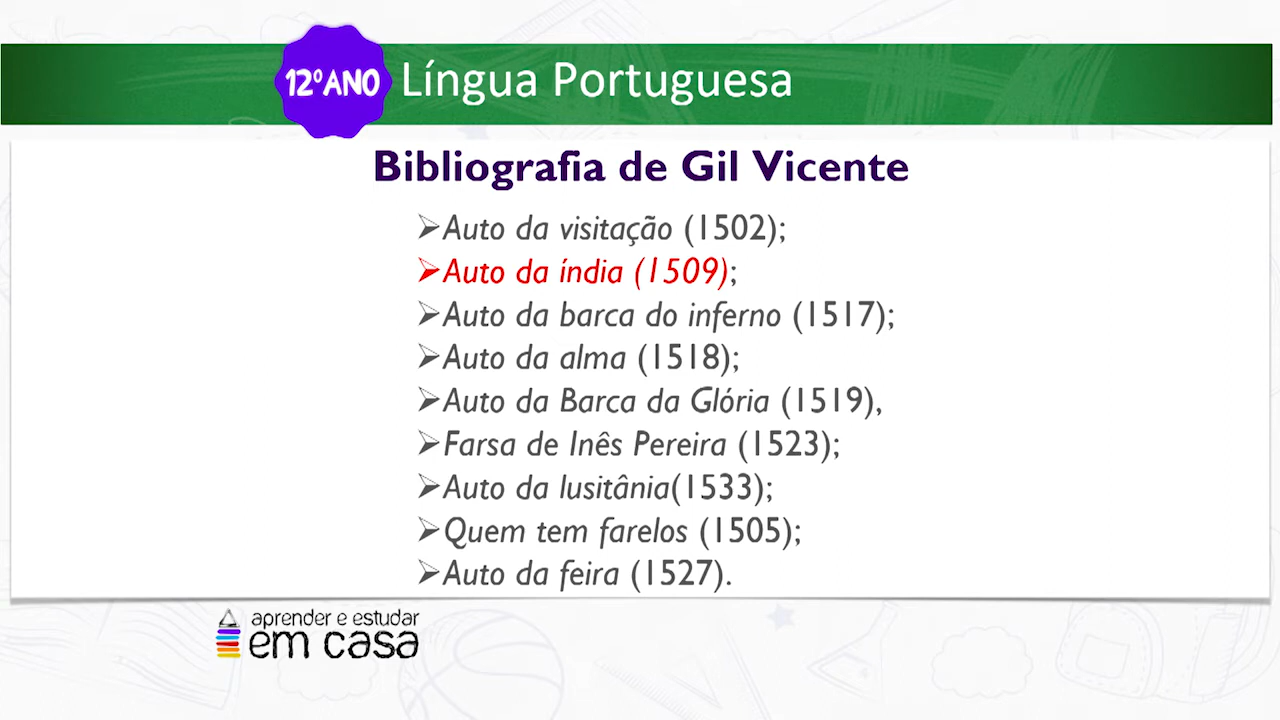 12º ANO Língua Portuguesa
Bibliografia de Gil Vicente
➢Auto da visitação (1502);
➢Auto da índia (1509);
➢Auto da barca do inferno (1517);
➢Auto da alma (1518);
➢Auto da Barca da Glória (1519),
➢Farsa de Inês Pereira (1523);
➢Auto da lusitânia(1533);
➢Quem tem farelos (1505);
➢Auto da feira (1527).
aprender e estudar
em casa